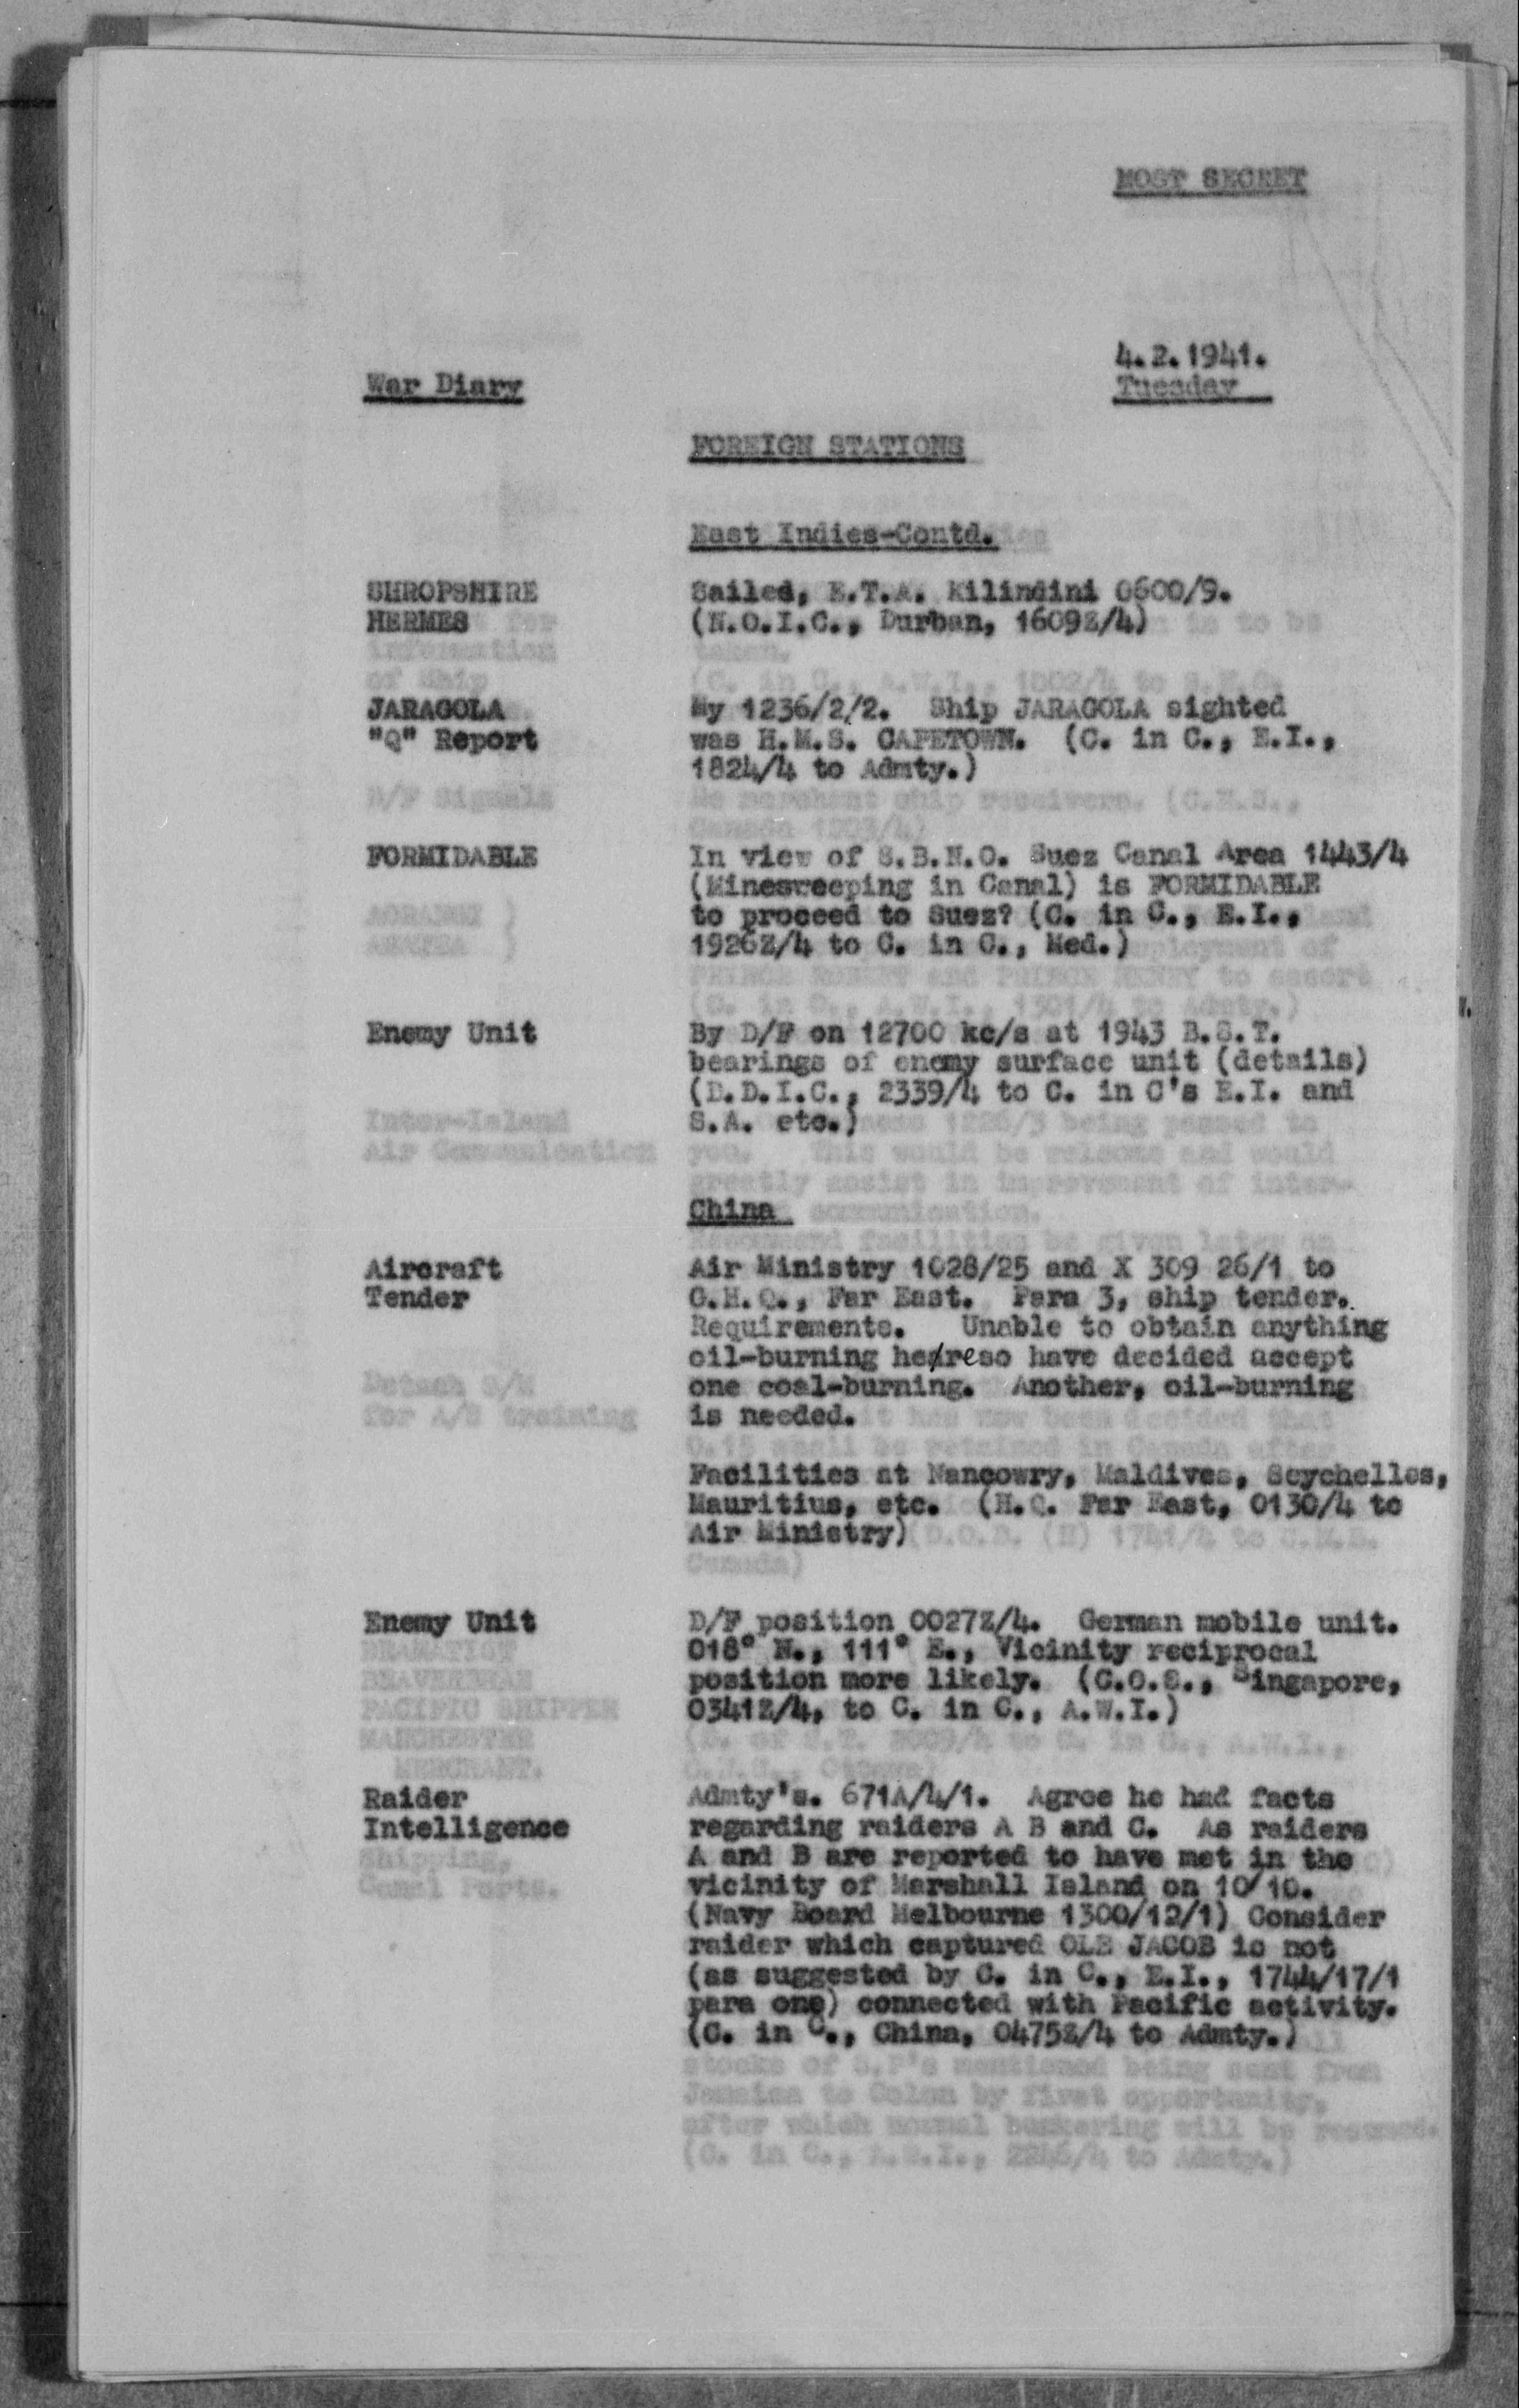 MOST SECRET
4.2.1941.
War Diary
Tuesday
FOREIGN STATIONS
East Indies-Contd.
SHROPSHIRE Sailed, E.T.A. Kilindini 0600/9.
HERMES (N.O.I.C., Durban, 1609Z/4)
JARAGOLA My 1236/2/2. Ship JARAGOLA sighted
"Q" Report was H.M.S. CAPETOWN. (C. in C., E.I.,
1824/4 to Admty.)
FORMIDABLE In view of S.B.N.O. Suez Canal Area 1443/4
(Minesweeping in Canal) is FORMIDABLE
to proceed to Suez? (C. in C., E.I.,
1926Z/4 to C. in C., Med.)
Enemy Unit By D/F on 12700 kc/s at 1943 B.S.T.
bearings of enemy surface unit (details)
(D.D.I.C., 2339/4 to C. in C's E.I. and
S.A. etc.)
China
Aircraft Air Ministry 1028/25 and X 309 26/1 to
Tender G.H.Q., Far East. Para 3, ship tender.
Requirements. Unable to obtain anything
oil-burning here so have decided accept
one coal-burning. Another, oil-burning
is needed.
Facilities at Nancowry, Maldives, Seychelles,
Mauritius, etc. (H.Q. Far East, 0130/4 to
Air Ministry)
Enemy Unit D/F position 0027Z/4. German mobile unit.
018° N., 111° E., Vicinity reciprocal
position more likely. (C.O.S., Singapore,
0341Z/4, to C. in C., A.W.I.)
Raider Admty's. 671A/4/1. Agree he had facts
Intelligence regarding raiders A B and C. As raiders
A and B are reported to have met in the
vicinity of Marshall Island on 10/10.
(Navy Board Melbourne 1300/12/1) Consider
raider which captured OLE JACOB is not
(as suggested by C. in C., E.I., 1744/17/1
para one) connected with Pacific activity.
(C. in C., China, 0475Z/4 to Admty.)